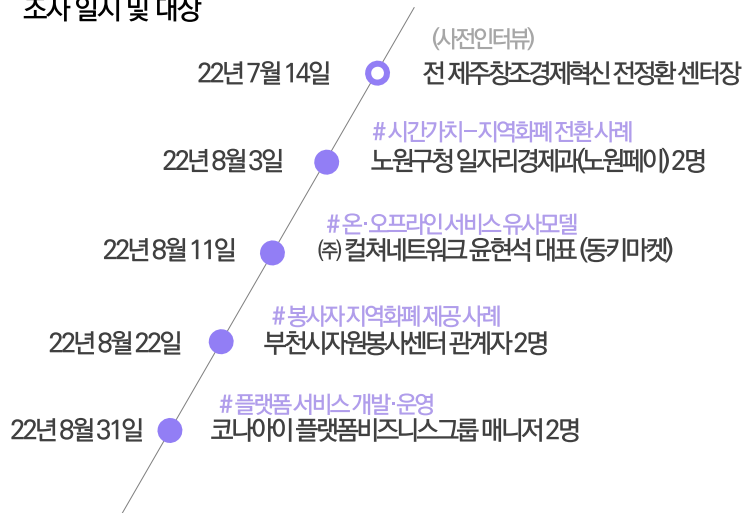 조사 일시 및 대상
(사전인터뷰)
22년 7월 14일 전 제주창조경제혁신 전정환 센터장
# 시간가치-지역화폐 전환 사례
22년 8월 3일 노원구청 일자리경제과(노원페이) 2명
# 온·오프라인 서비스 유사모델
22년 8월 11일 ㈜ 컬쳐네트워크 윤현석 대표 (동키마켓)
# 봉사자 지역화폐 제공 사례
22년 8월 22일 부천시자원봉사센터 관계자 2명
# 플랫폼 서비스 개발·운영
22년 8월 31일 코나아이 플랫폼비즈니스그룹 매니저 2명